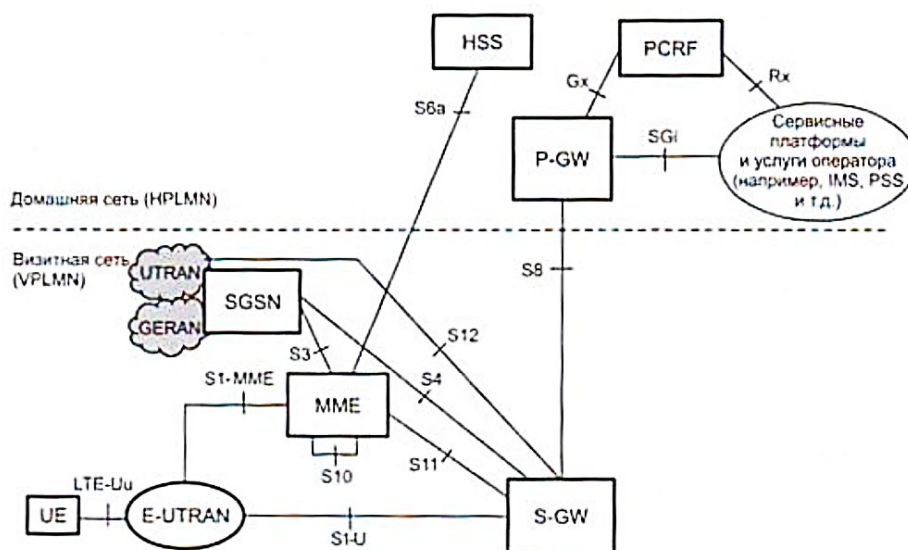 HSS
PCRF
Gx
Rx
S6a
P-GW
SGi
Сервисные
платформы
и услуги оператора
(например, IMS, PSS,
и т.д.)
Домашняя сеть (HPLMN)
Визитная сеть
(VPLMN)
UTRAN
SGSN
GERAN
S8
S12
S3
S4
S1-MME
MME
S10
S11
LTE-Uu
UE
E-UTRAN
S1-U
S-GW